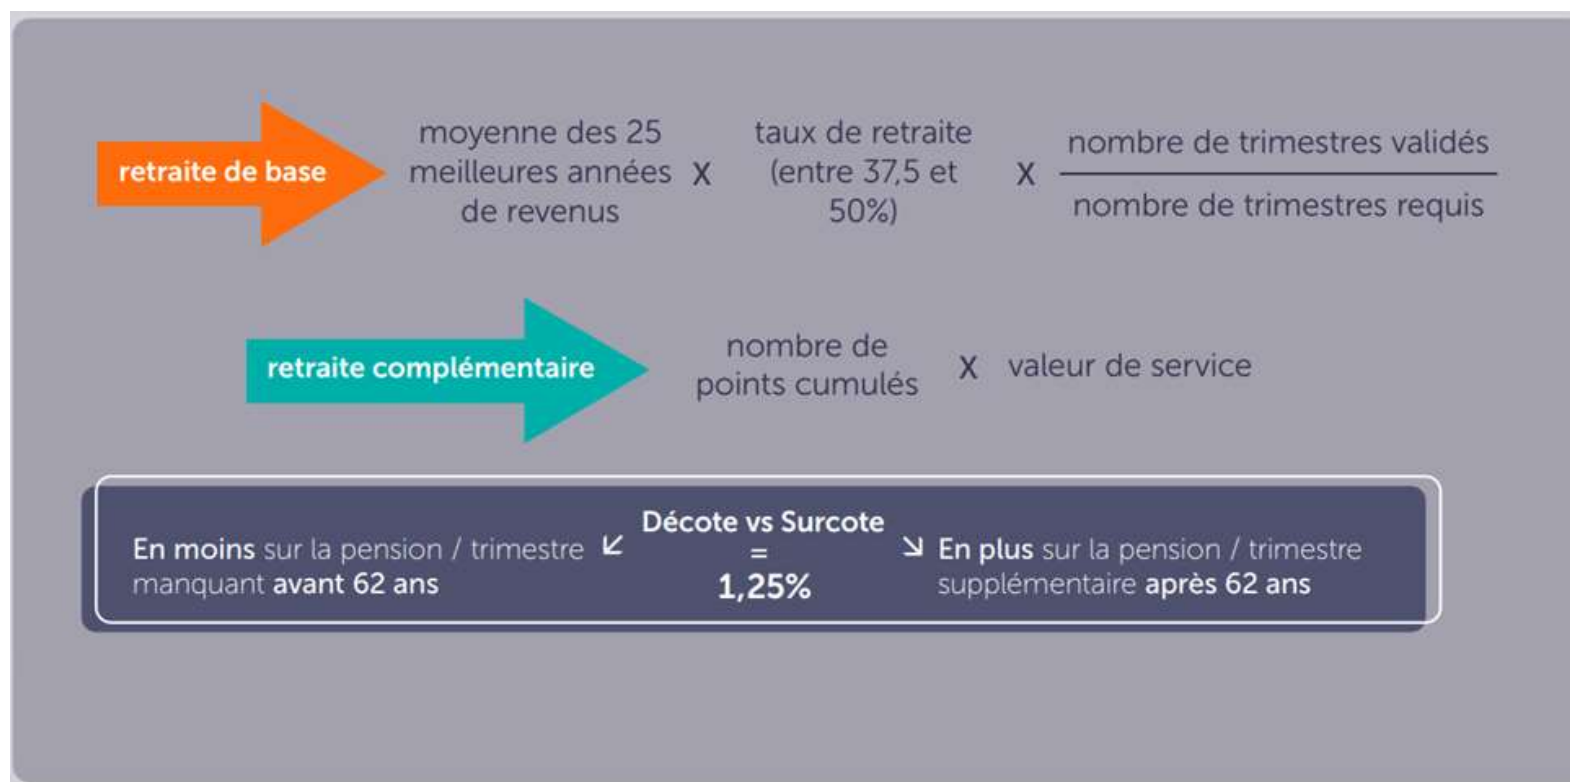 retraite de base
moyenne des 25
meilleures années
de revenus
X
taux de retraite
(entre 37,5 et
50%)
X
nombre de trimestres validés
nombre de trimestres requis
retraite complémentaire
nombre de
points cumulés
X
valeur de service
Décote vs Surcote
=
1,25%
En moins sur la pension / trimestre
manquant avant 62 ans
En plus sur la pension / trimestre
supplémentaire après 62 ans